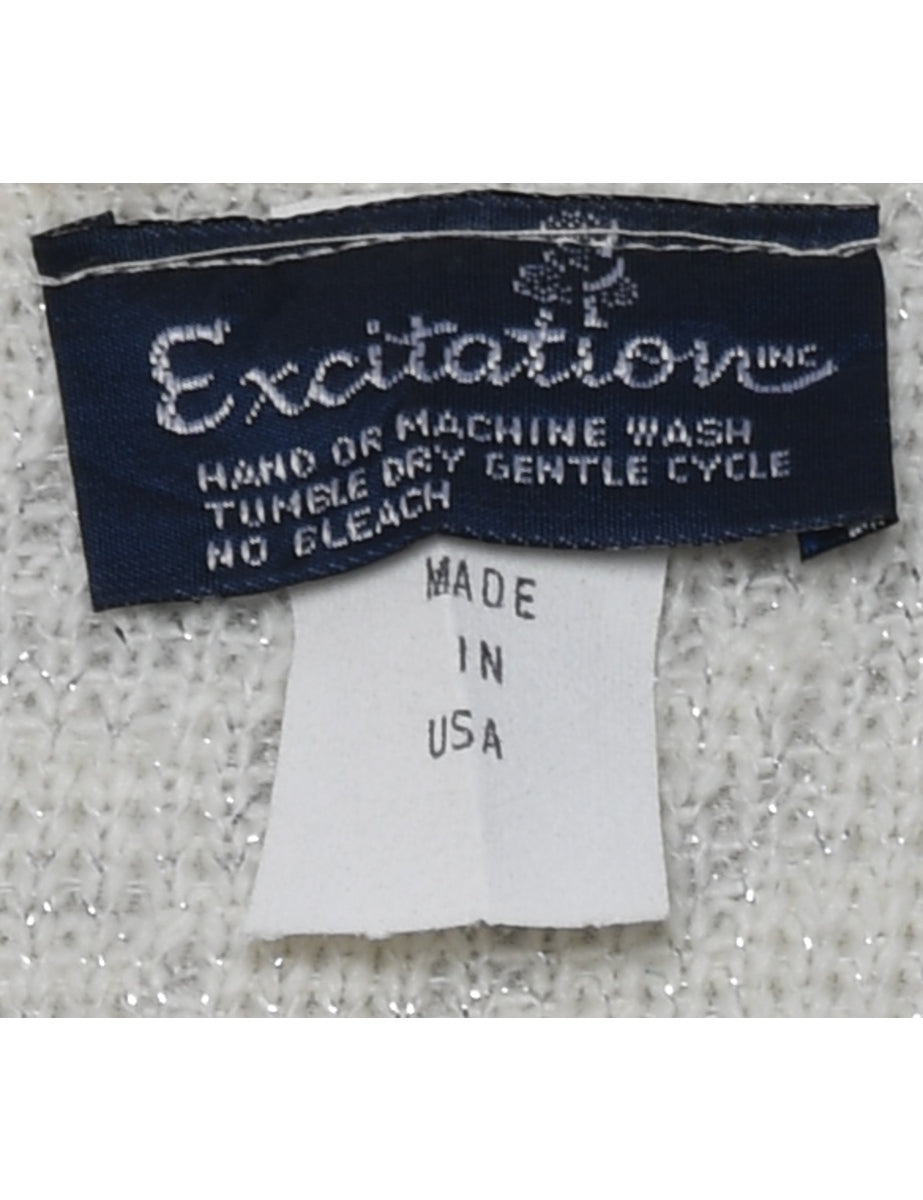 Excitation INC
HAND OR MACHINE WASH
TUMBLE DRY GENTLE CYCLE
NO BLEACH
MADE
IN
USA